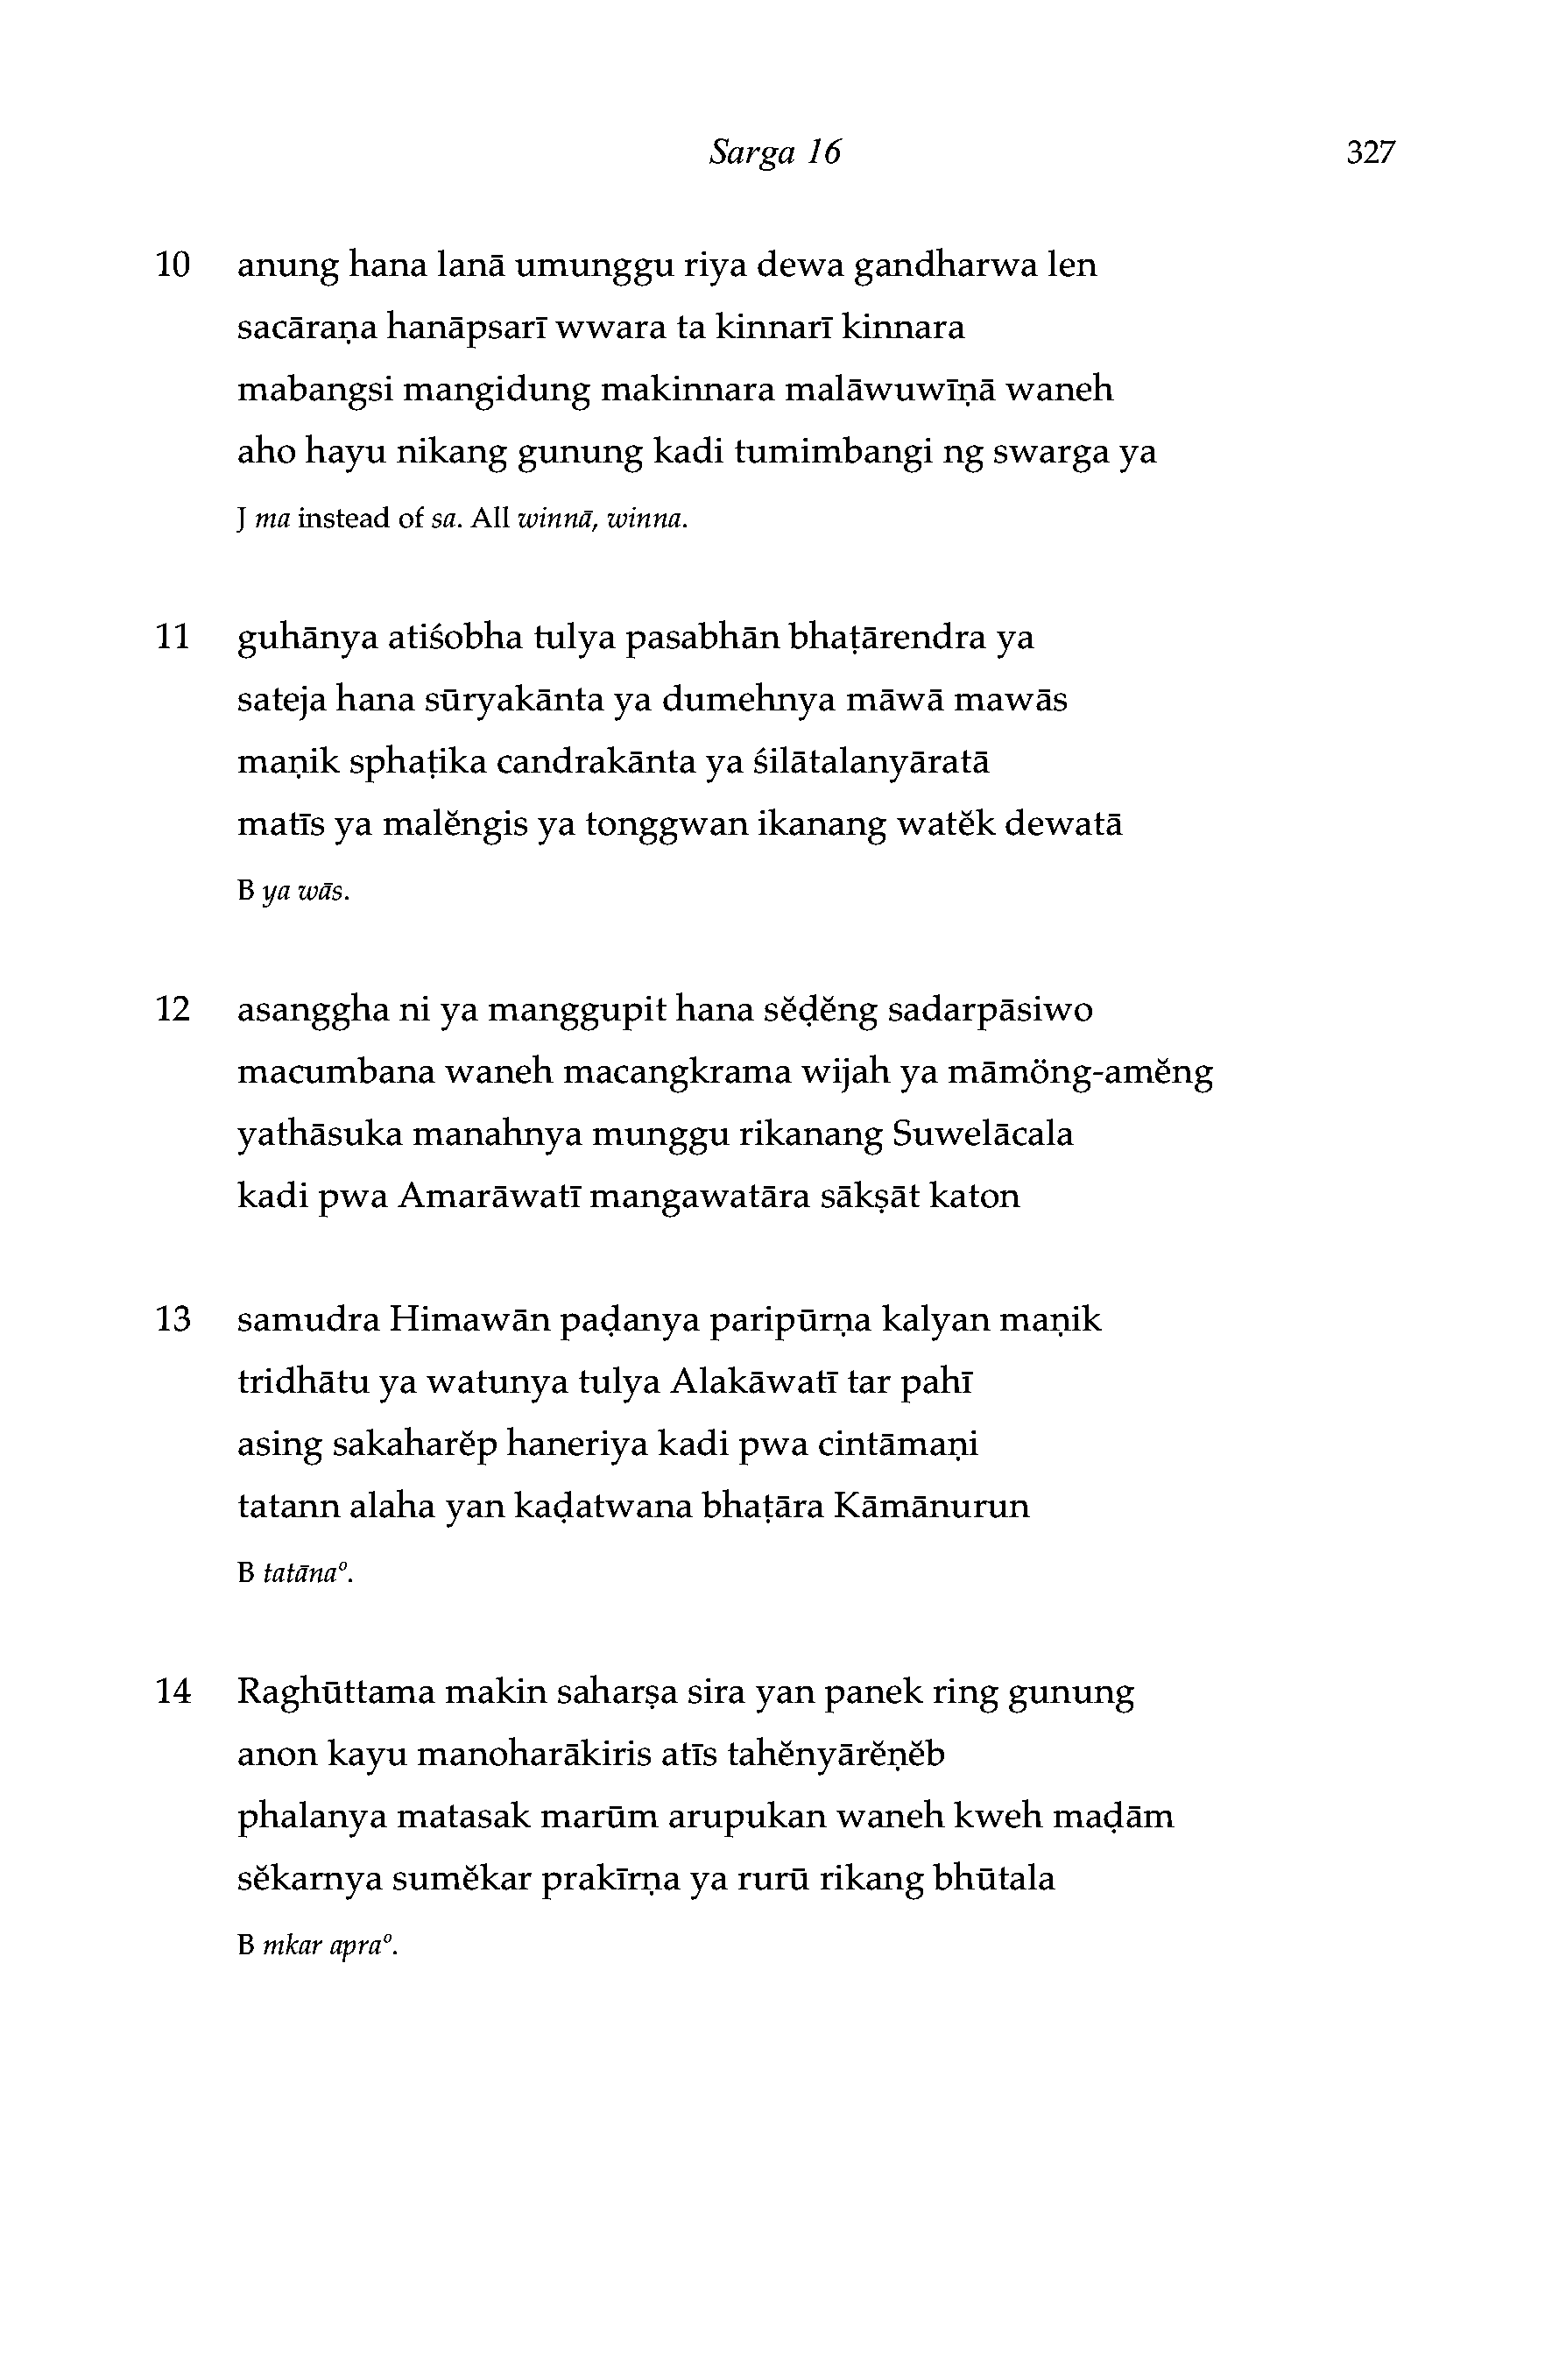 Sarga 16 327
10 anung hana lanā umunggu riya dewa gandharwa len
sacāraṇa hanāpsarī wwara ta kinnarī kinnara
mabangsi mangidung makinnara malāwuwīṇā waneh
aho hayu nikang gunung kadi tumimbangi ng swarga ya
J ma instead of sa. All winnā, winna.
11 guhānya atiśobha tulya pasabhān bhaṭārendra ya
sateja hana sūryakānta ya dumehnya māwā mawās
maṇik sphaṭika candrakānta ya śilātalanyāratā
matīs ya malĕngis ya tonggwan ikanang watĕk dewatā
B ya wās.
12 asanggha ni ya manggupit hana sĕḍĕng sadarpāsiwo
macumbana waneh macangkrama wijah ya māmöng-amĕng
yathāsuka manahnya munggu rikanang Suwelācala
kadi pwa Amarāwatī mangawatāra sākṣāt katon
13 samudra Himawān paḍanya paripūrṇa kalyan maṇik
tridhātu ya watunya tulya Alakāwatī tar pahī
asing sakaharĕp haneriya kadi pwa cintāmaṇi
tatann alaha yan kaḍatwana bhaṭāra Kāmānurun
B tatānaº.
14 Raghūttama makin saharṣa sira yan panek ring gunung
anon kayu manoharākiris atīs tahĕnyārĕṇĕb
phalanya matasak marūm arupukan waneh kweh maḍām
sĕkarnya sumĕkar prakīrṇa ya rurū rikang bhūtala
B mkar apraº.